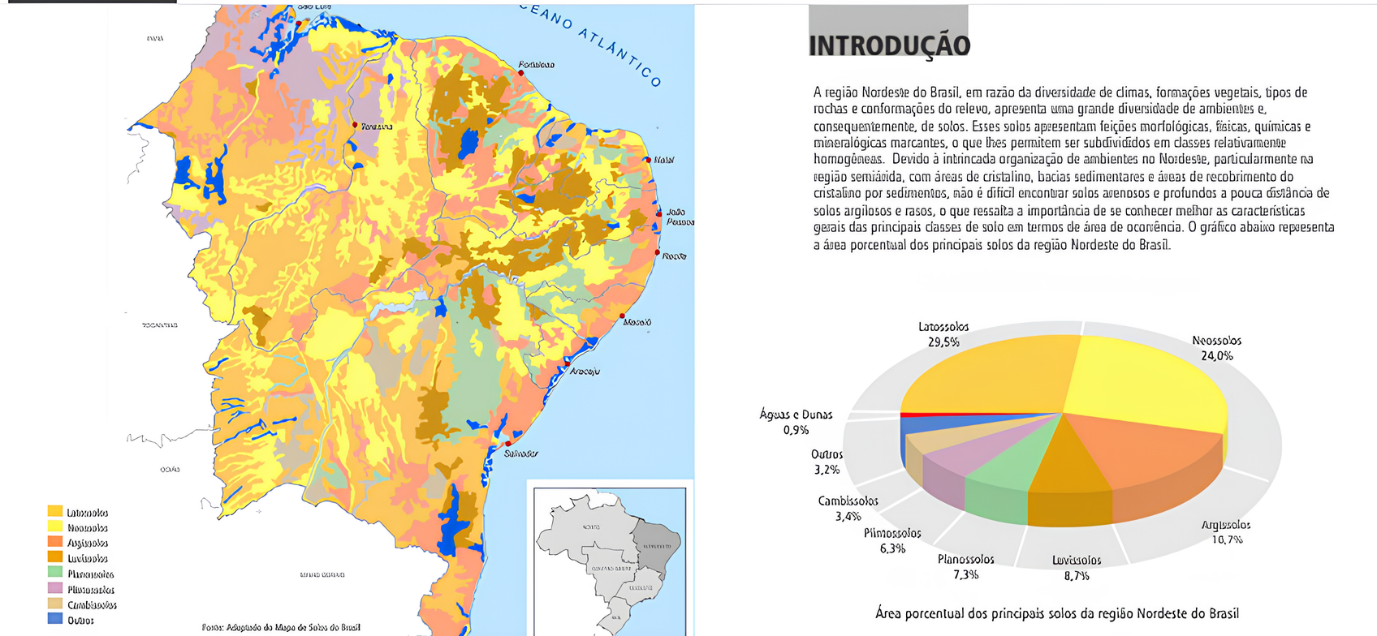 São Luís
OCEANO ATLÂNTICO
Fortaleza
Teresina
Natal
João
Pessoa
Recife
Maceió
Aracaju
Salvador
TOCANTINS
GOIÁS
MINAS GERAIS
Latossolos
Neossolos
Argissolos
Luvissolos
Planossolos
Plintossolos
Cambissolos
Outros
Fonte: Adaptado do Mapa de Solos do Brasil
INTRODUÇÃO
A região Nordeste do Brasil, em razão da diversidade de climas, formações vegetais, tipos de
rochas e conformações do relevo, apresenta uma grande diversidade de ambientes e,
consequentemente, de solos. Esses solos apresentam feições morfológicas, físicas, químicas e
mineralógicas marcantes, o que lhes permitem ser subdivididos em classes relativamente
homogêneas. Devido à intrincada organização de ambientes no Nordeste, particularmente na
região semiárida, com áreas de cristalino, bacias sedimentares e áreas de recobrimento do
cristalino por sedimentos, não é difícil encontrar solos arenosos e profundos a pouca distância de
solos argilosos e rasos, o que ressalta a importância de se conhecer melhor as características
gerais das principais classes de solo em termos de área de ocorrência. O gráfico abaixo representa
a área porcentual dos principais solos da região Nordeste do Brasil.
Latossolos
29,5%
Neossolos
24,0%
Águas e Dunas
0,9%
Outros
3,2%
Cambissolos
3,4%
Plintossolos
6,3%
Planossolos
7,3%
Luvissolos
8,7%
Argissolos
10,7%
Área porcentual dos principais solos da região Nordeste do Brasil